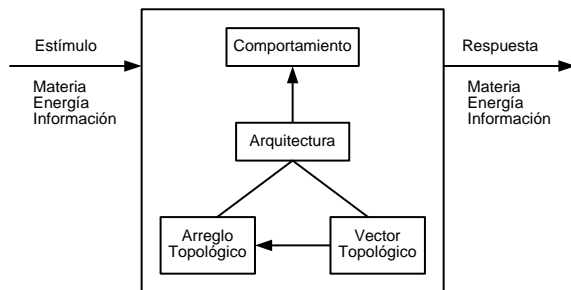 Estímulo
Materia
Energía
Información
Comportamiento
Arquitectura
Arreglo
Topológico
Vector
Topológico
Respuesta
Materia
Energía
Información